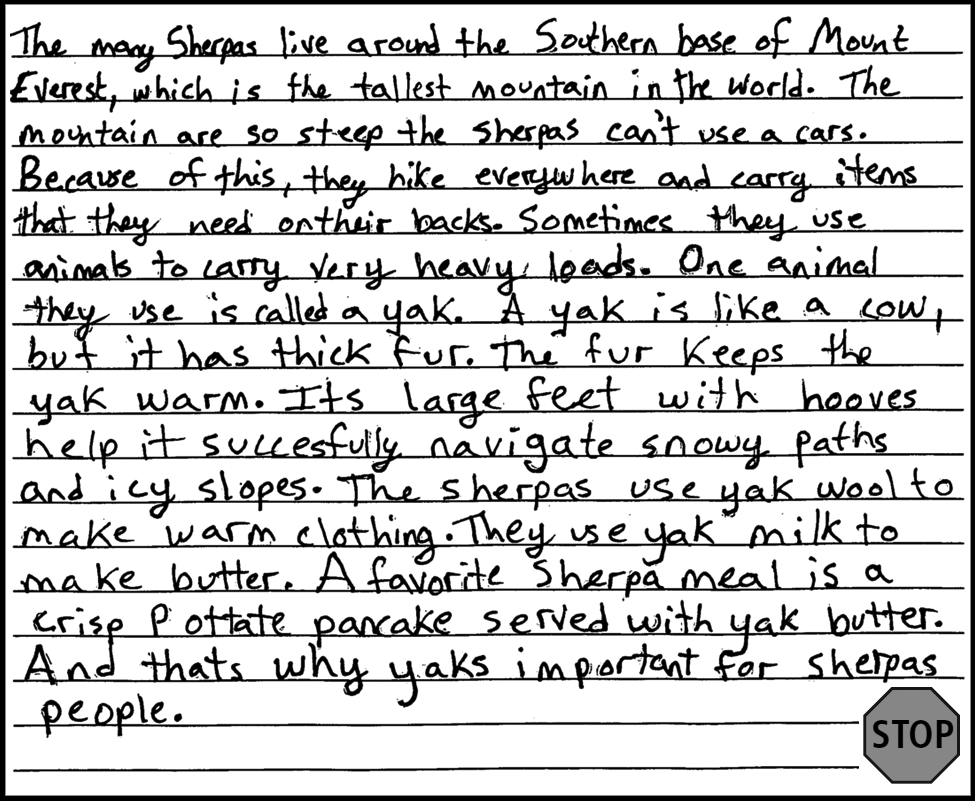 The many Sherpas live around the Southern base of Mount
Everest, which is the tallest mountain in the world. The
mountain are so steep the sherpas can't use a cars.
Because of this, they hike everywhere and carry items
that they need on their backs. Sometimes they use
animals to carry very heavy loads. One animal
they use is called a yak. A yak is like a cow,
but it has thick fur. The fur Keeps the
yak warm. Its large feet with hooves
help it succesfully navigate snowy paths
and icy slopes. The sherpas use yak wool to
make warm clothing. They use yak milk to
make butter. A favorite Sherpa meal is a
crisp Pottate pancake served with yak butter.
And thats why yaks important for sherpas
people.
STOP